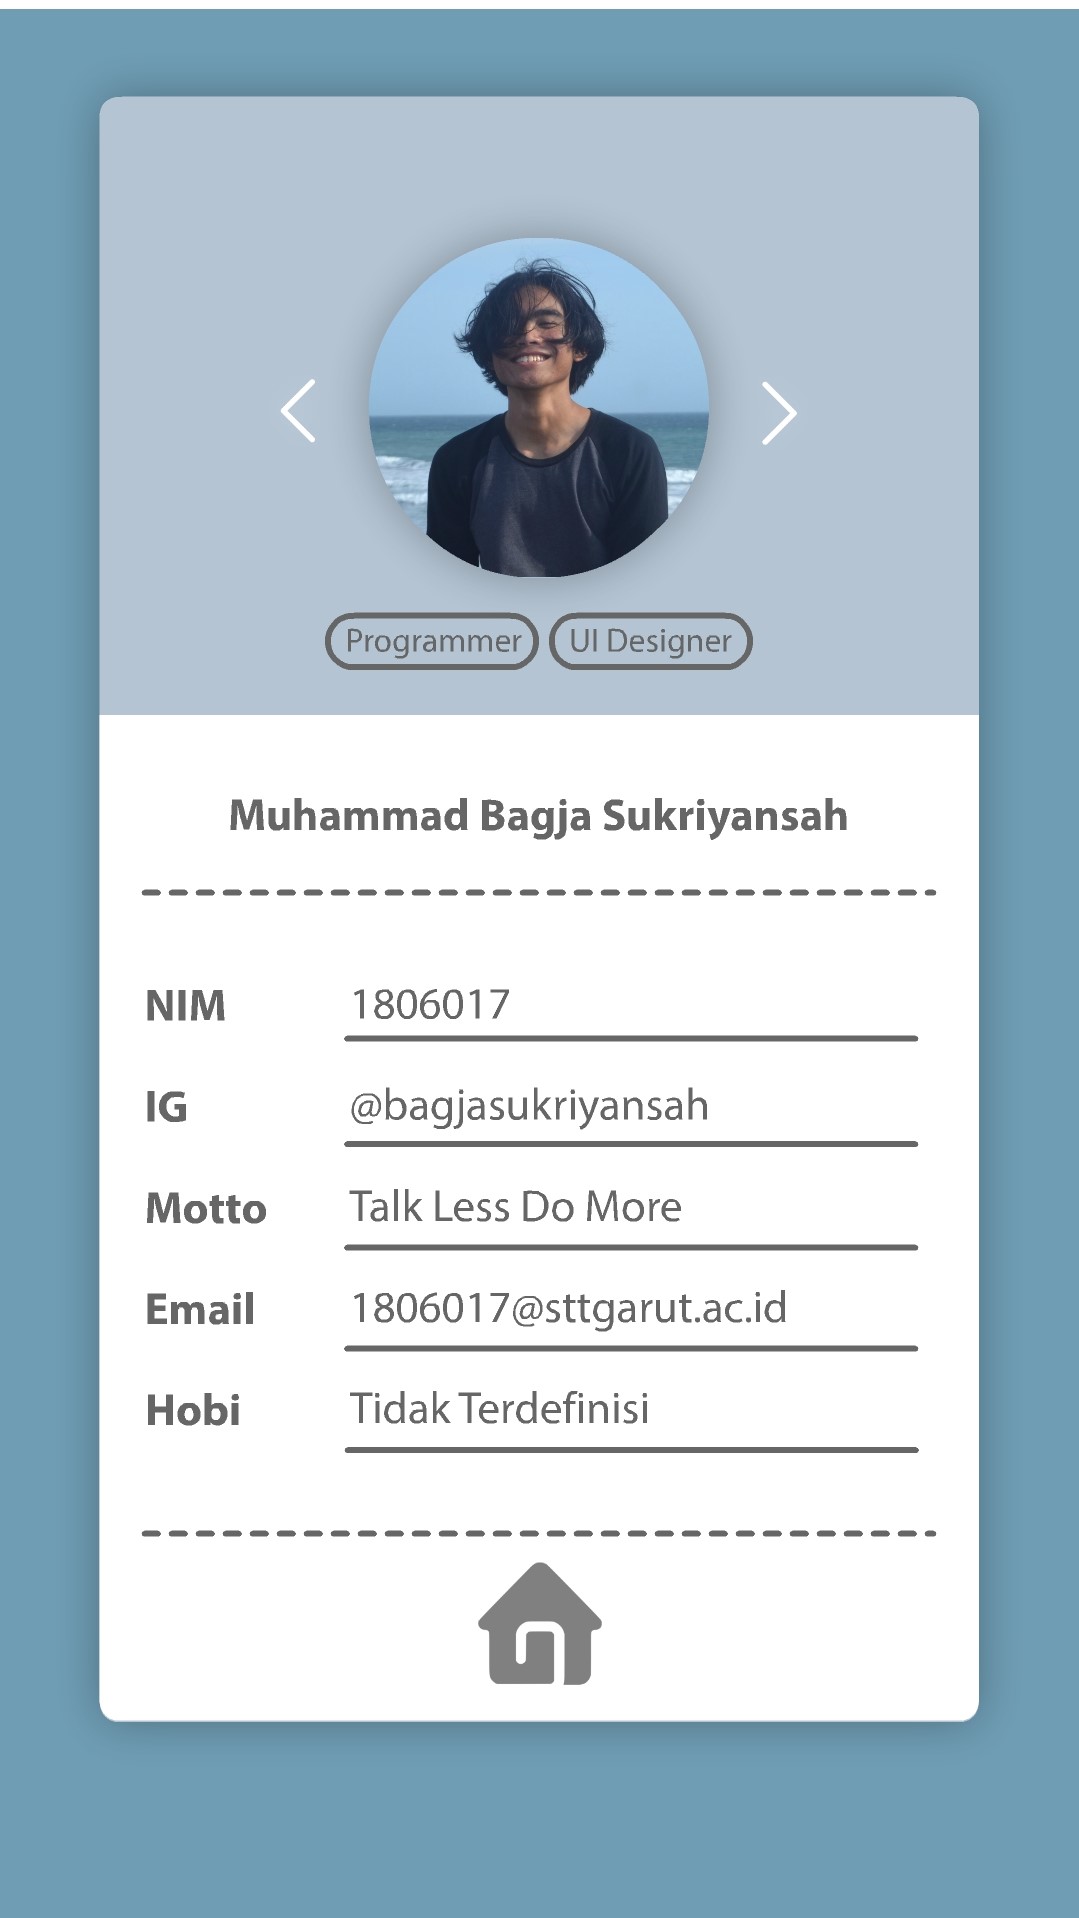 Programmer UI Designer
Muhammad Bagja Sukriyansah
NIM 1806017
IG @bagjasukriyansah
Motto Talk Less Do More
Email 1806017@sttgarut.ac.id
Hobi Tidak Terdefinisi